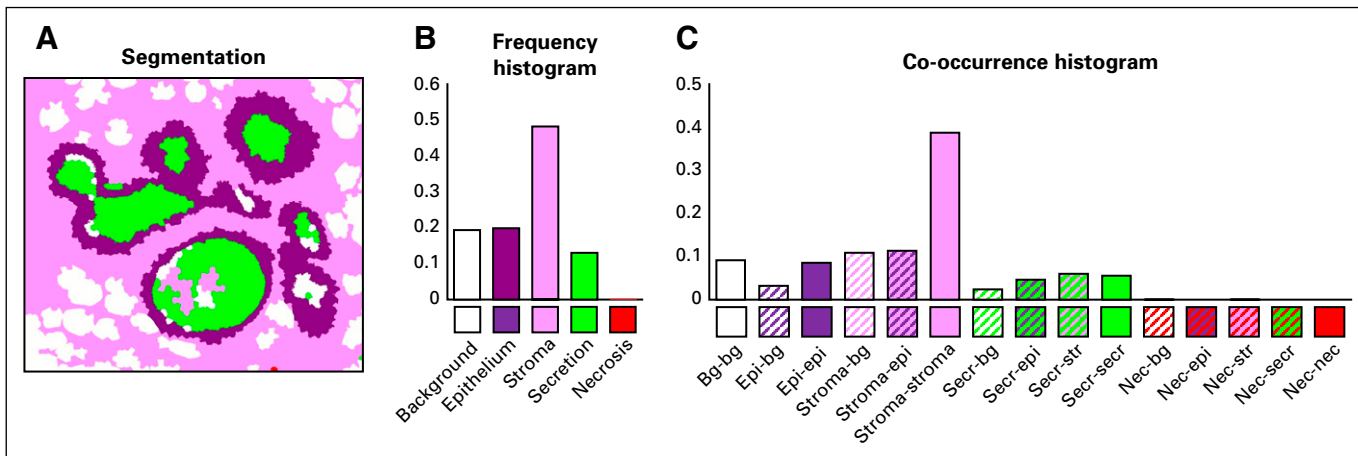 A
Segmentation
B
Frequency
histogram
0.6
0.5
0.4
0.3
0.2
0.1
0
Background
Epithelium
Stroma
Secretion
Necrosis
C
Co-occurrence histogram
0.5
0.4
0.3
0.2
0.1
0
Bg-bg
Epi-bg
Epi-epi
Stroma-bg
Stroma-epi
Stroma-stroma
Secr-bg
Secr-epi
Secr-str
Secr-secr
Nec-bg
Nec-epi
Nec-str
Nec-secr
Nec-nec